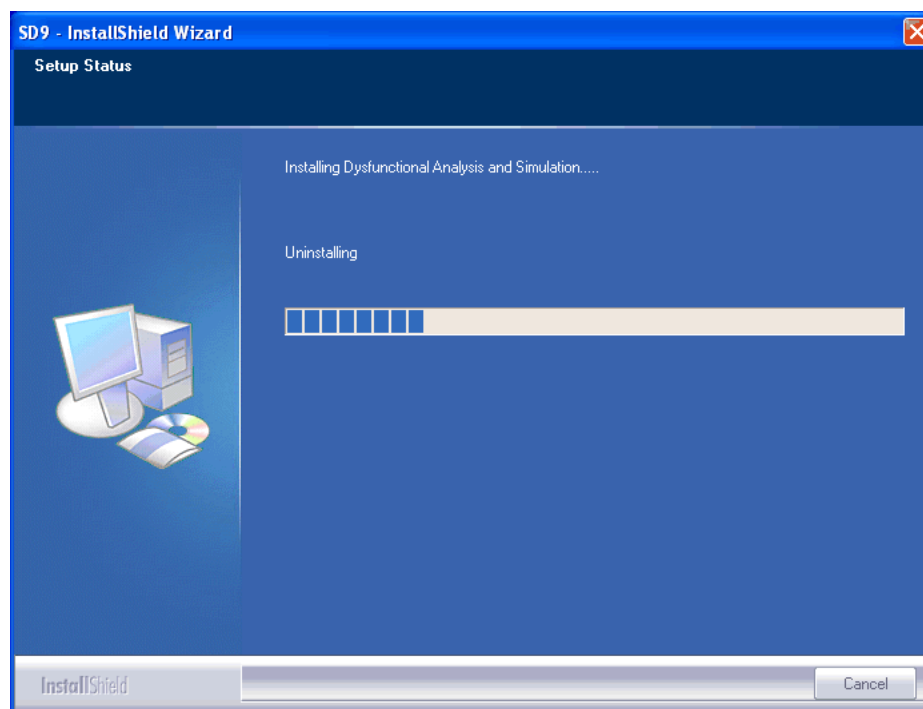 SD9 - InstallShield Wizard
Setup Status
Installing Dysfunctional Analysis and Simulation.....
Uninstalling
InstallShield
Cancel